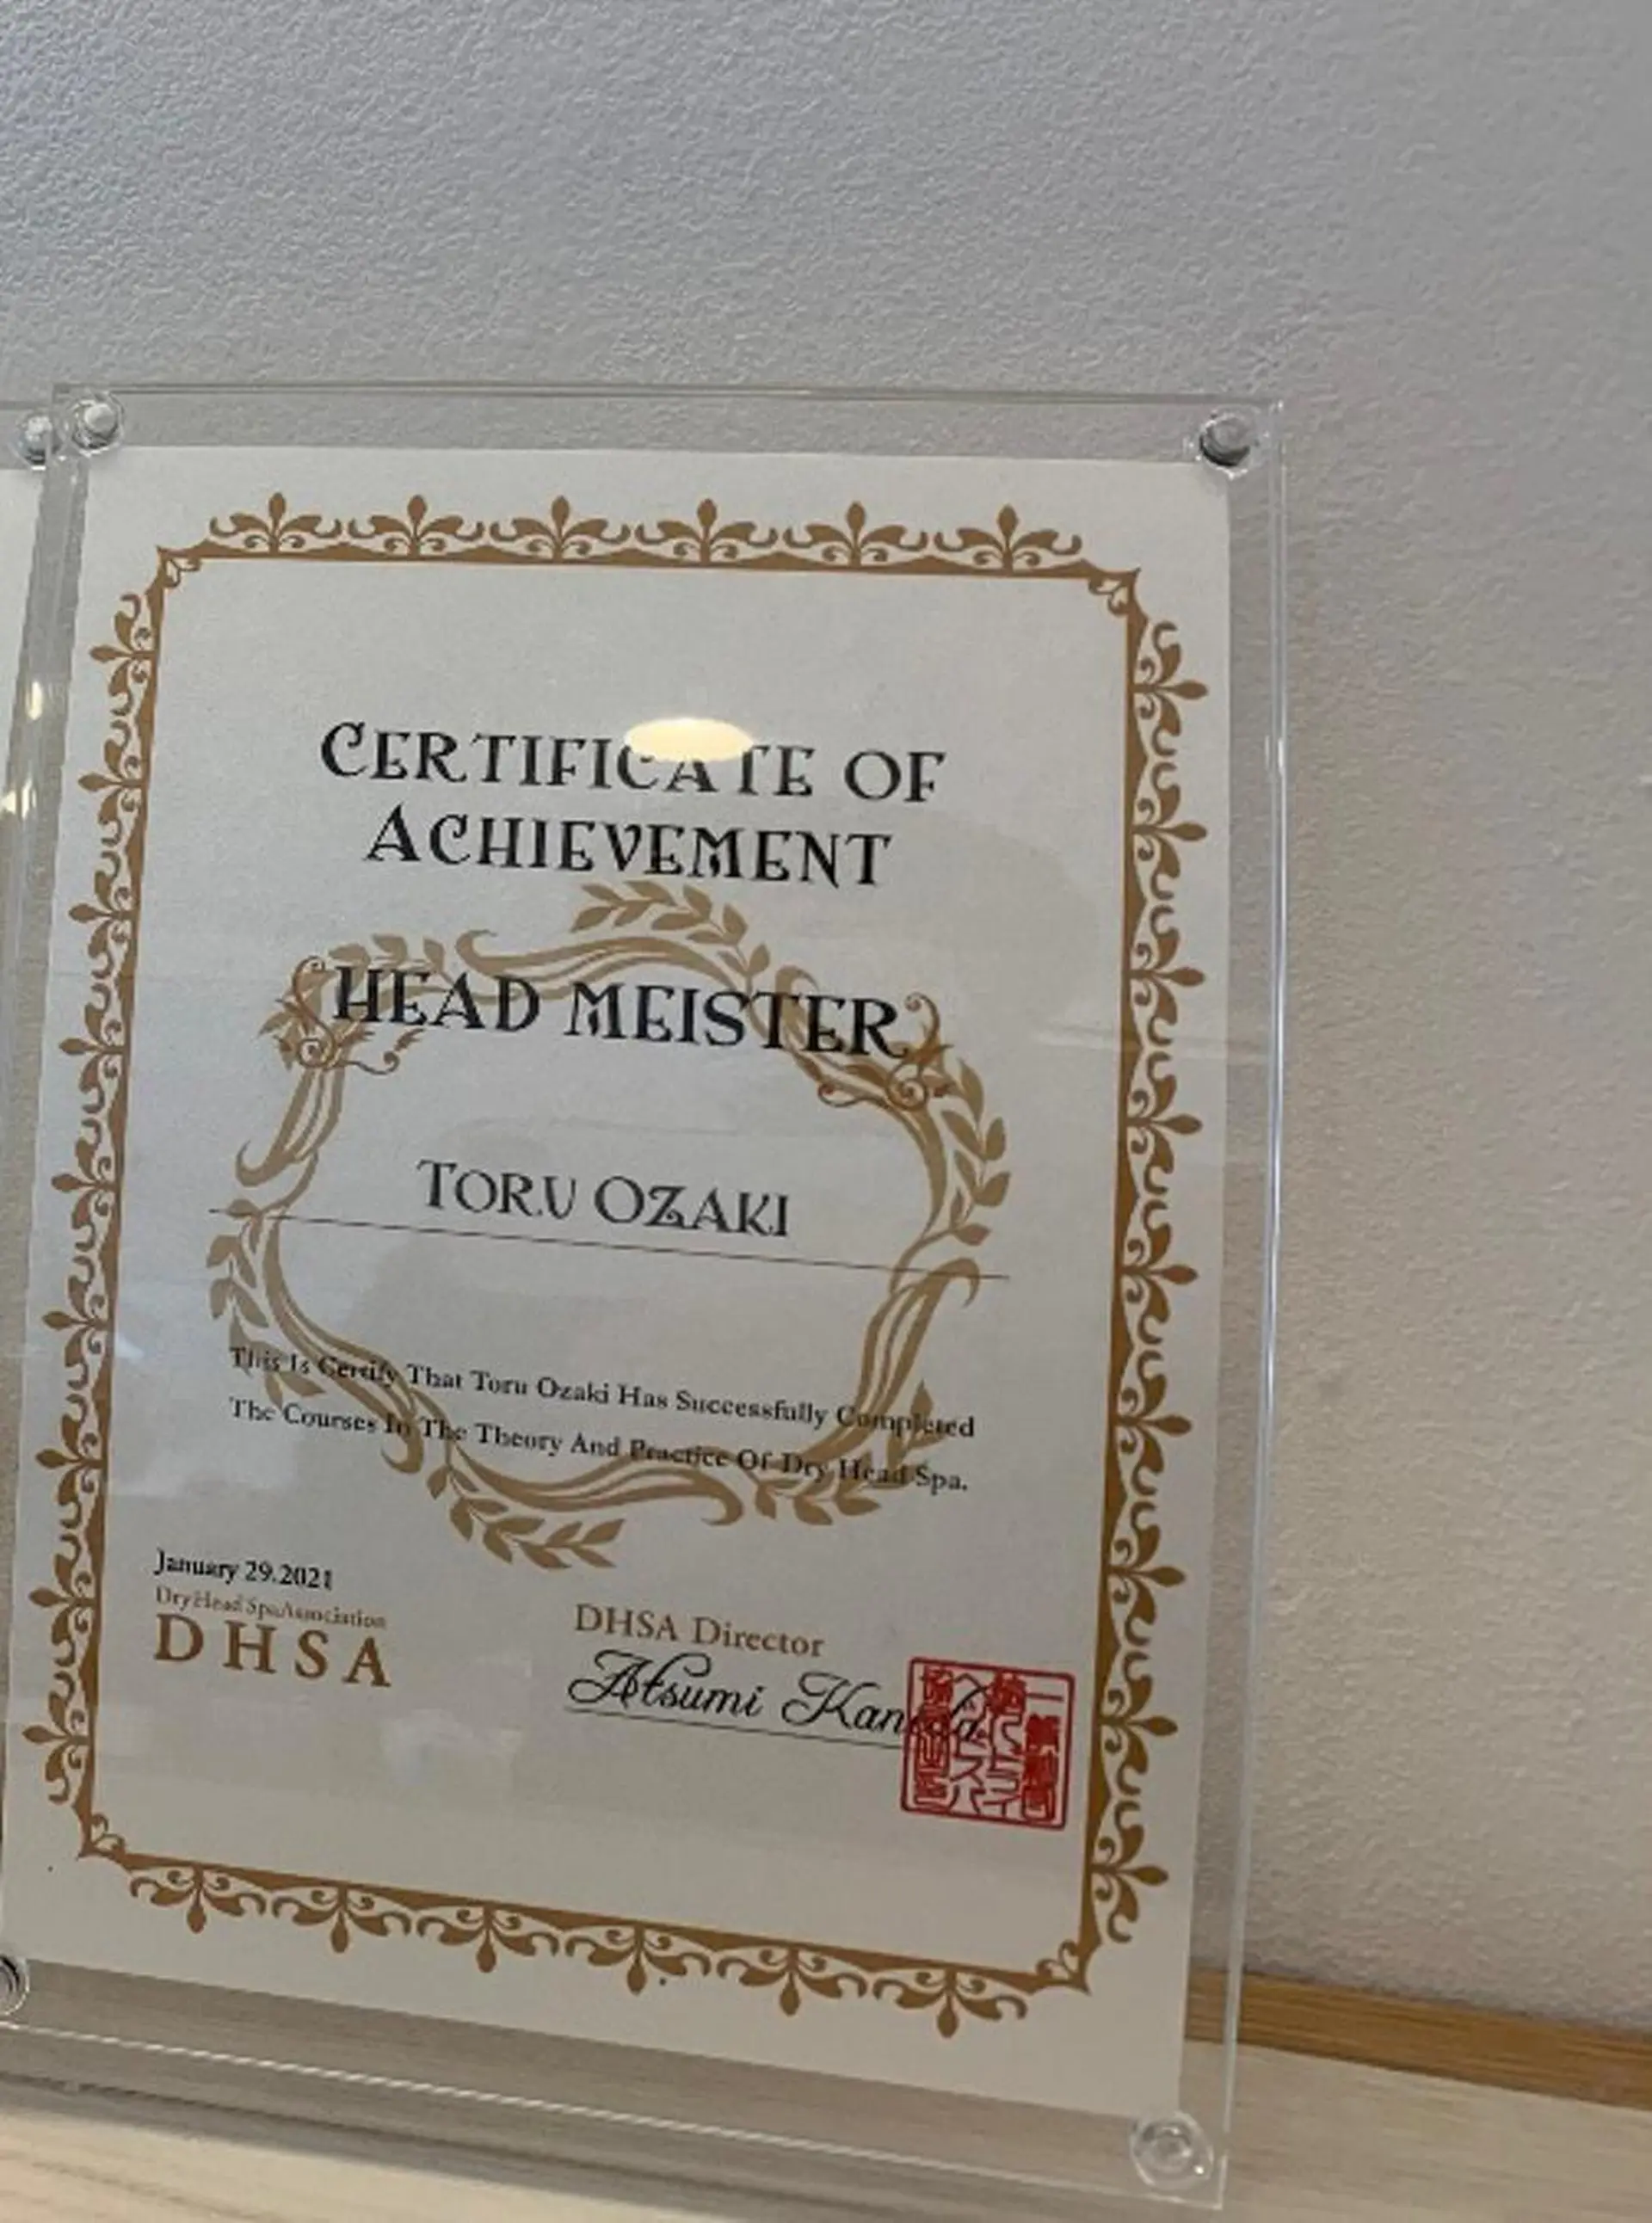 CERTIFICATE OF
ACHIEVEMENT
HEAD MEISTER
TORU OZAKI
This Is Certify That Toru Ozaki Has Successfully Completed
The Courses In The Theory And Practice Of Dry Head Spa.
January 29.2021
Dry Head Spa Association
DHSA
DHSA Director
Atsumi